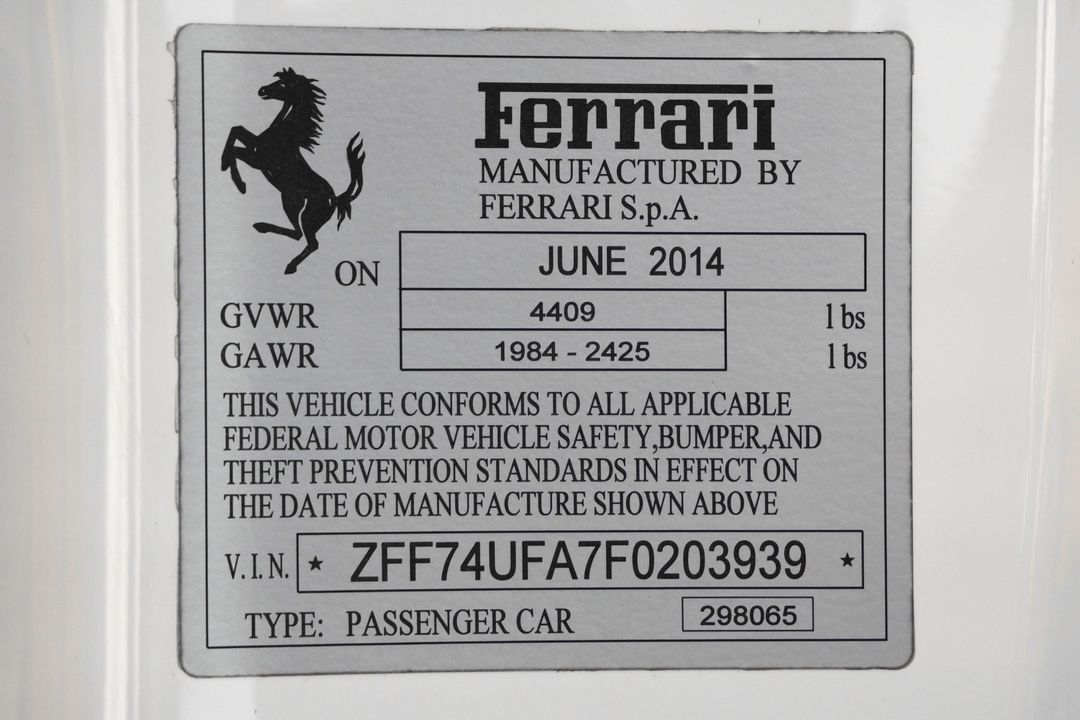 Ferrari
MANUFACTURED BY
FERRARI S.p.A.
ON JUNE 2014
GVWR 4409 lbs
GAWR 1984 - 2425 lbs
THIS VEHICLE CONFORMS TO ALL APPLICABLE
FEDERAL MOTOR VEHICLE SAFETY,BUMPER,AND
THEFT PREVENTION STANDARDS IN EFFECT ON
THE DATE OF MANUFACTURE SHOWN ABOVE
V.I.N. ★ ZFF74UFA7F0203939 ★
TYPE: PASSENGER CAR 298065